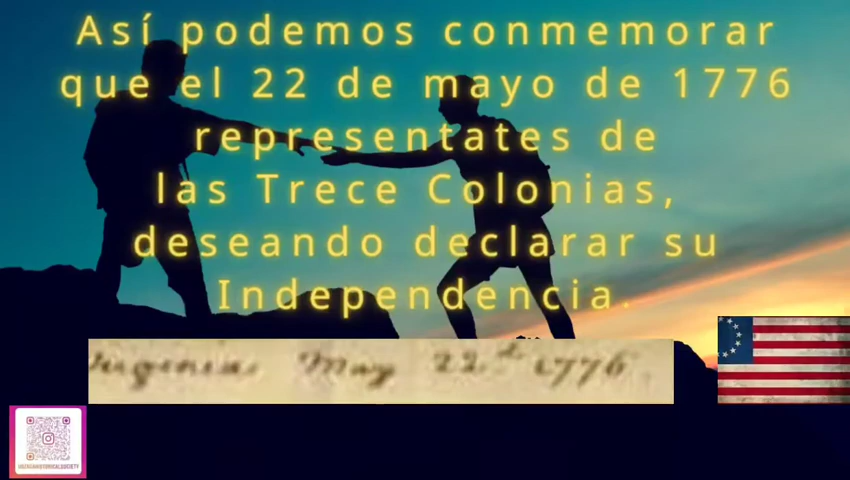 Así podemos conmemorar
que el 22 de mayo de 1776
representates de
las Trece Colonias,
deseando declarar su
Independencia.
May 22.d 1776